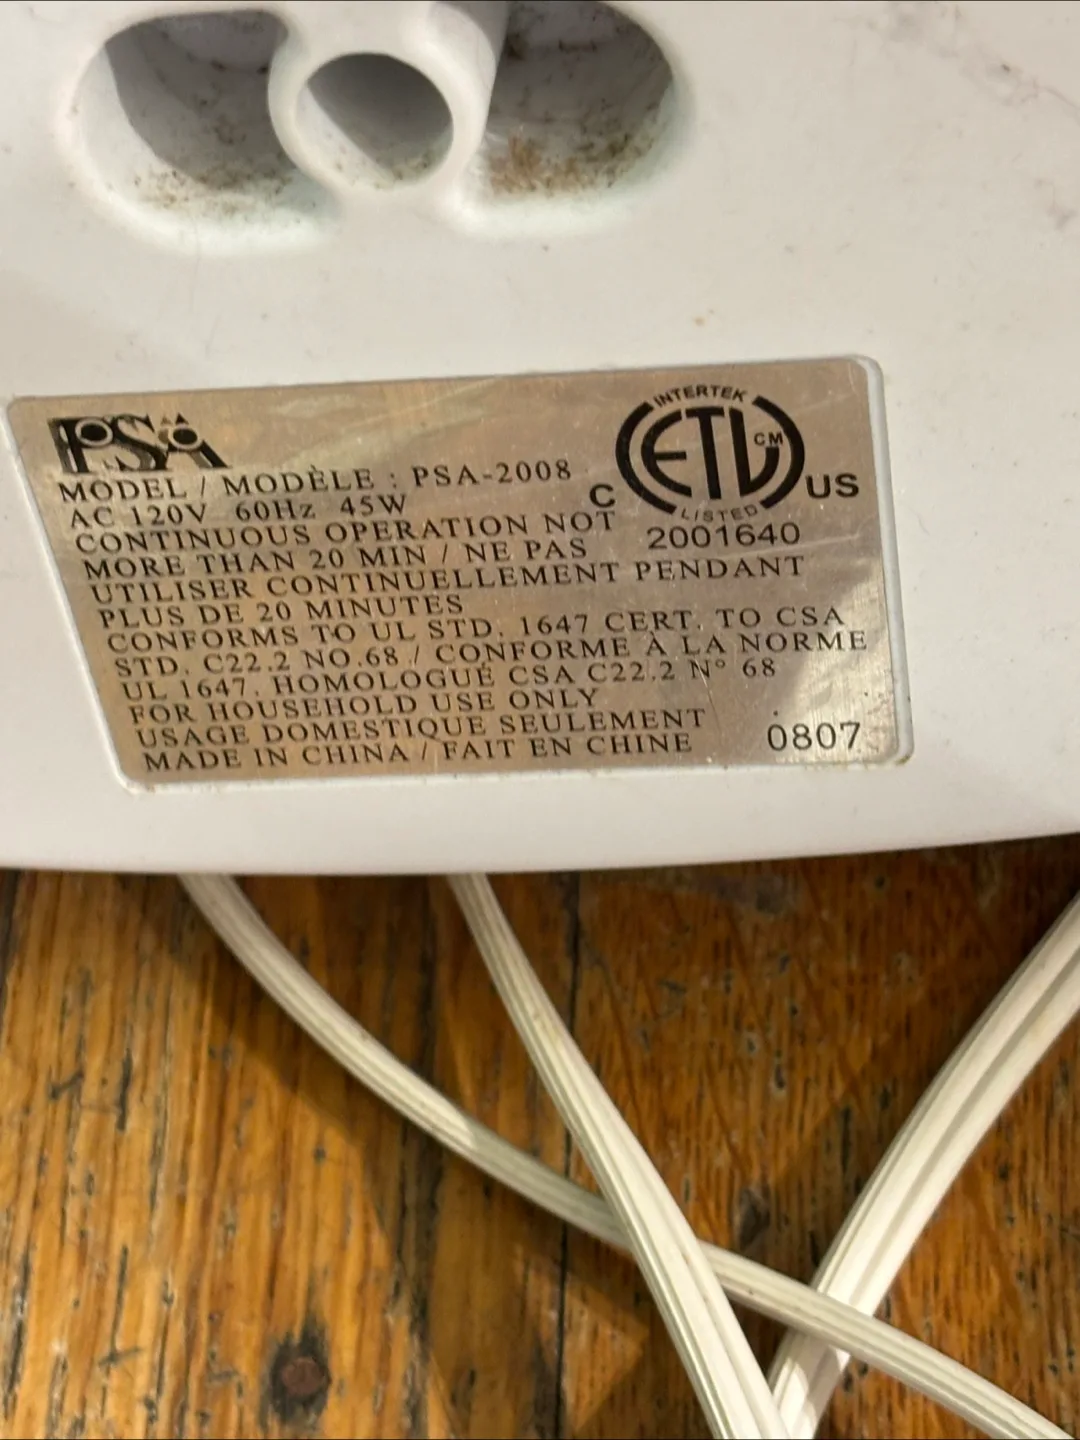 PSA
MODEL / MODÈLE : PSA-2008
AC 120V 60Hz 45W
CONTINUOUS OPERATION NOT
MORE THAN 20 MIN / NE PAS
UTILISER CONTINUELLEMENT PENDANT
PLUS DE 20 MINUTES
CONFORMS TO UL STD. 1647 CERT. TO CSA
STD. C22.2 NO.68 / CONFORME À LA NORME
UL 1647. HOMOLOGUÉ CSA C22.2 N° 68
FOR HOUSEHOLD USE ONLY
USAGE DOMESTIQUE SEULEMENT
MADE IN CHINA / FAIT EN CHINE
INTERTEK
ETL CM
C US
LISTED
2001640
0807